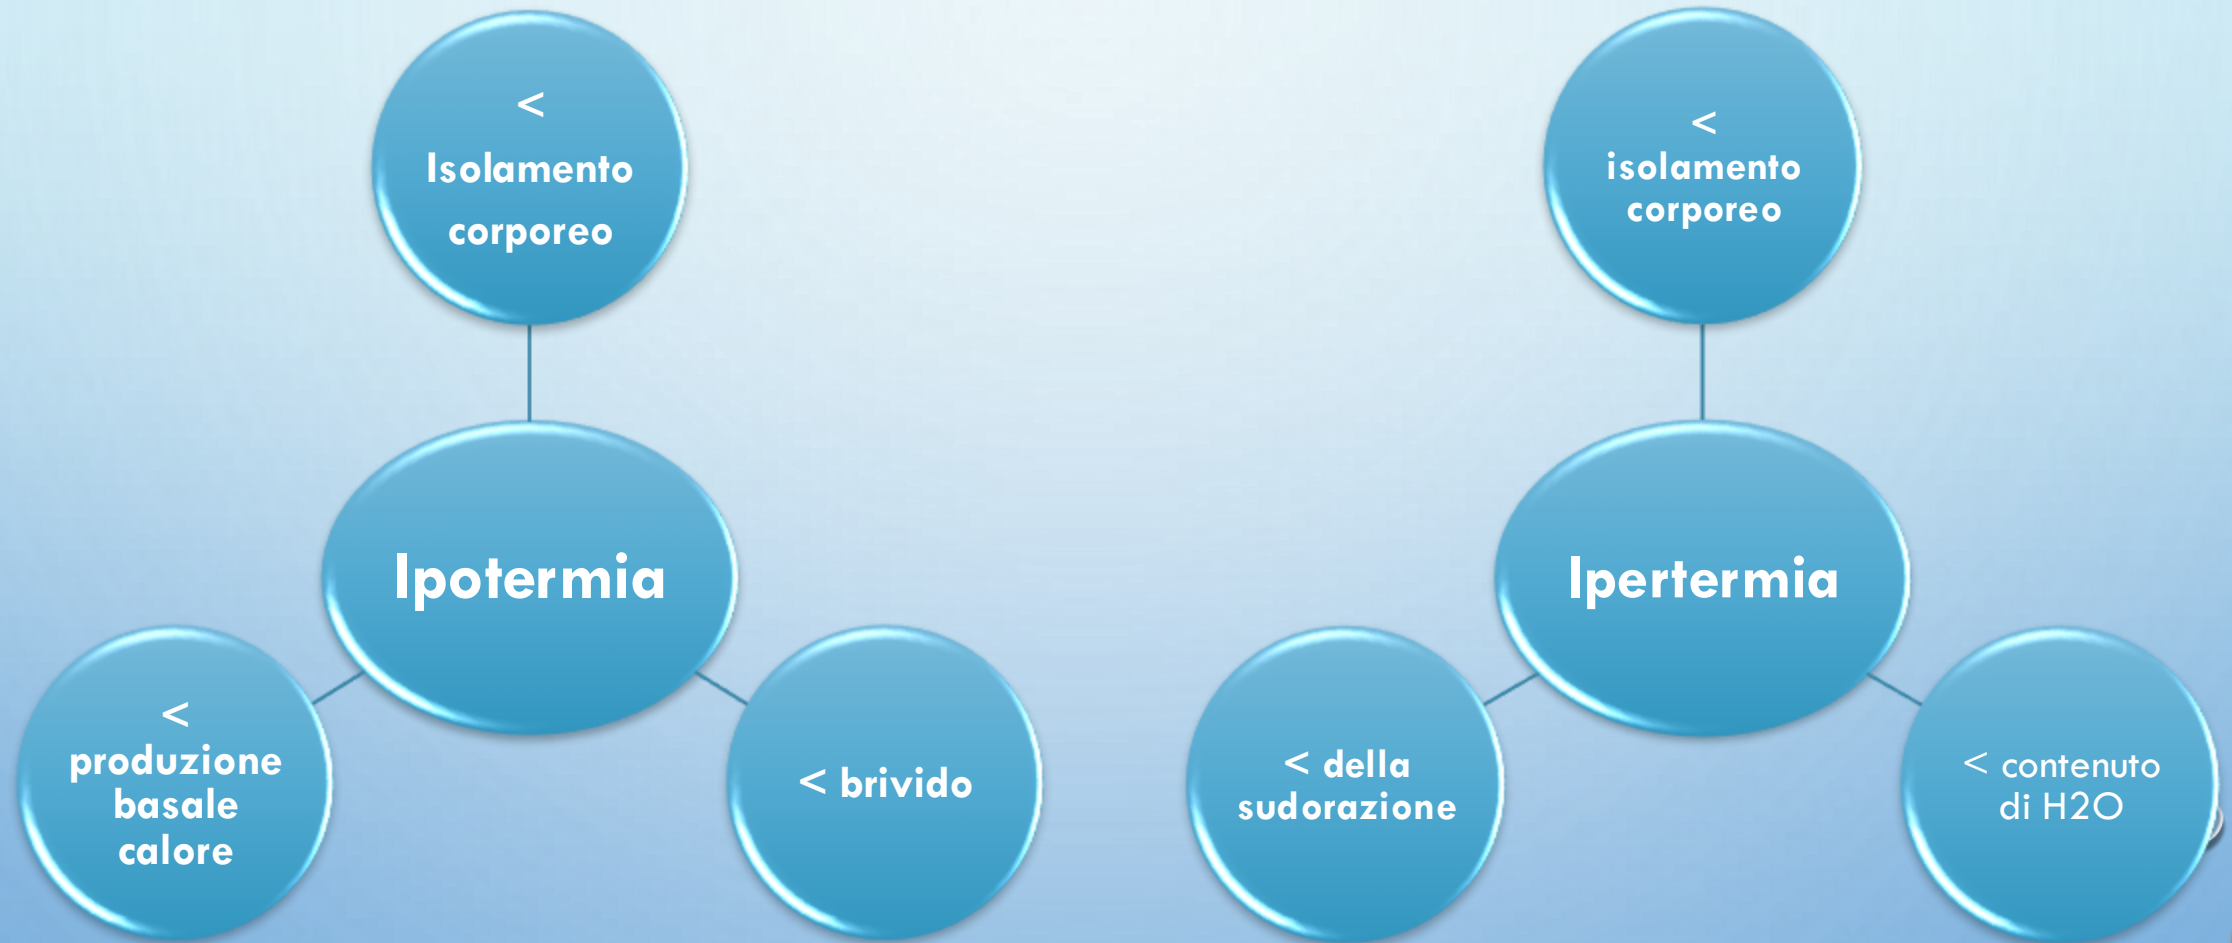 <
Isolamento
corporeo
Ipotermia
<
produzione
basale
calore
< brivido
<
isolamento
corporeo
Ipertermia
< della
sudorazione
< contenuto
di H2O